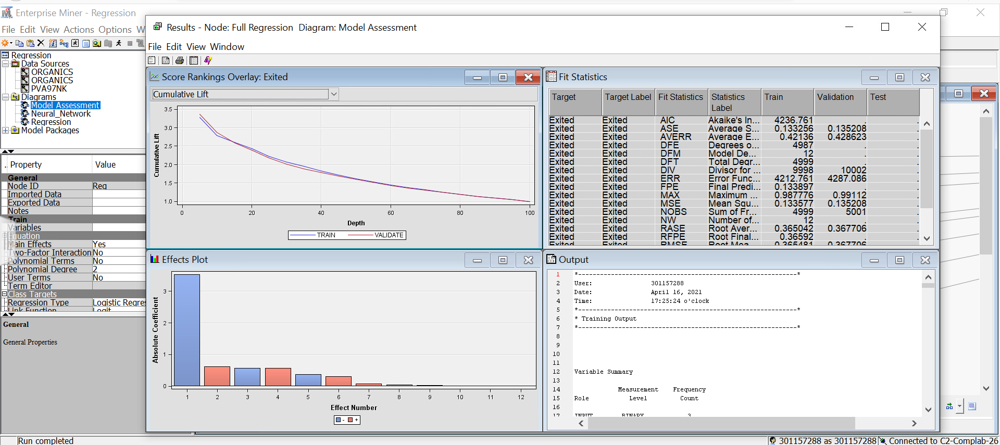 Enterprise Miner - Regression
File Edit View Actions Options W
Regression
Data Sources
ORGANICS
ORGANICS
PVA97NK
Diagrams
Model Assessment
Neural_Network
Regression
Model Packages
. Property Value
General
Node ID Reg
Imported Data
Exported Data
Notes
Train
Variables
Equation
Main Effects Yes
Two-Factor Interaction No
Polynomial Terms No
Polynomial Degree 2
User Terms No
Term Editor
Class Targets
Regression Type Logistic Regres
Link Function Logit
General
General Properties
Results - Node: Full Regression Diagram: Model Assessment
File Edit View Window
Score Rankings Overlay: Exited
Cumulative Lift
3.5
3.0
2.5
2.0
1.5
1.0
Cumulative Lift
0 20 40 60 80 100
Depth
TRAIN VALIDATE
Fit Statistics
Target Target Label Fit Statistics Statistics Label Train Validation Test
Exited Exited AIC Akaike's In... 4236.761 . .
Exited Exited ASE Average S... 0.133256 0.135208 .
Exited Exited AVERR Average E... 0.42136 0.428623 .
Exited Exited DFE Degrees o... 4987 . .
Exited Exited DFM Model De... 12 . .
Exited Exited DFT Total Degr... 4999 . .
Exited Exited DIV Divisor for ... 9998 10002 .
Exited Exited ERR Error Func... 4212.761 4287.086 .
Exited Exited FPE Final Predi... 0.133897 . .
Exited Exited MAX Maximum ... 0.987776 0.99112 .
Exited Exited MSE Mean Squ... 0.133577 0.135208 .
Exited Exited NOBS Sum of Fr... 4999 5001 .
Exited Exited NW Number of... 12 . .
Exited Exited RASE Root Aver... 0.365042 0.367706 .
Exited Exited RFPE Root Final... 0.36592 . .
Exited Exited RMSE Root Mea... 0.365481 0.367706 .
Effects Plot
3
2
1
0
Absolute Coefficient
1 2 3 4 5 6 7 8 9 10 11 12
Effect Number
- +
Output
1 *------------------------------------------------------------*
2 User: 301157288
3 Date: April 16, 2021
4 Time: 17:25:24 o'clock
5 *------------------------------------------------------------*
6 * Training Output
7 *------------------------------------------------------------*
8
9
10
11
12 Variable Summary
13
14 Measurement Frequency
15 Role Level Count
16
17 INPUT BINARY 3
Run completed
301157288 as 301157288 Connected to C2-Complab-26